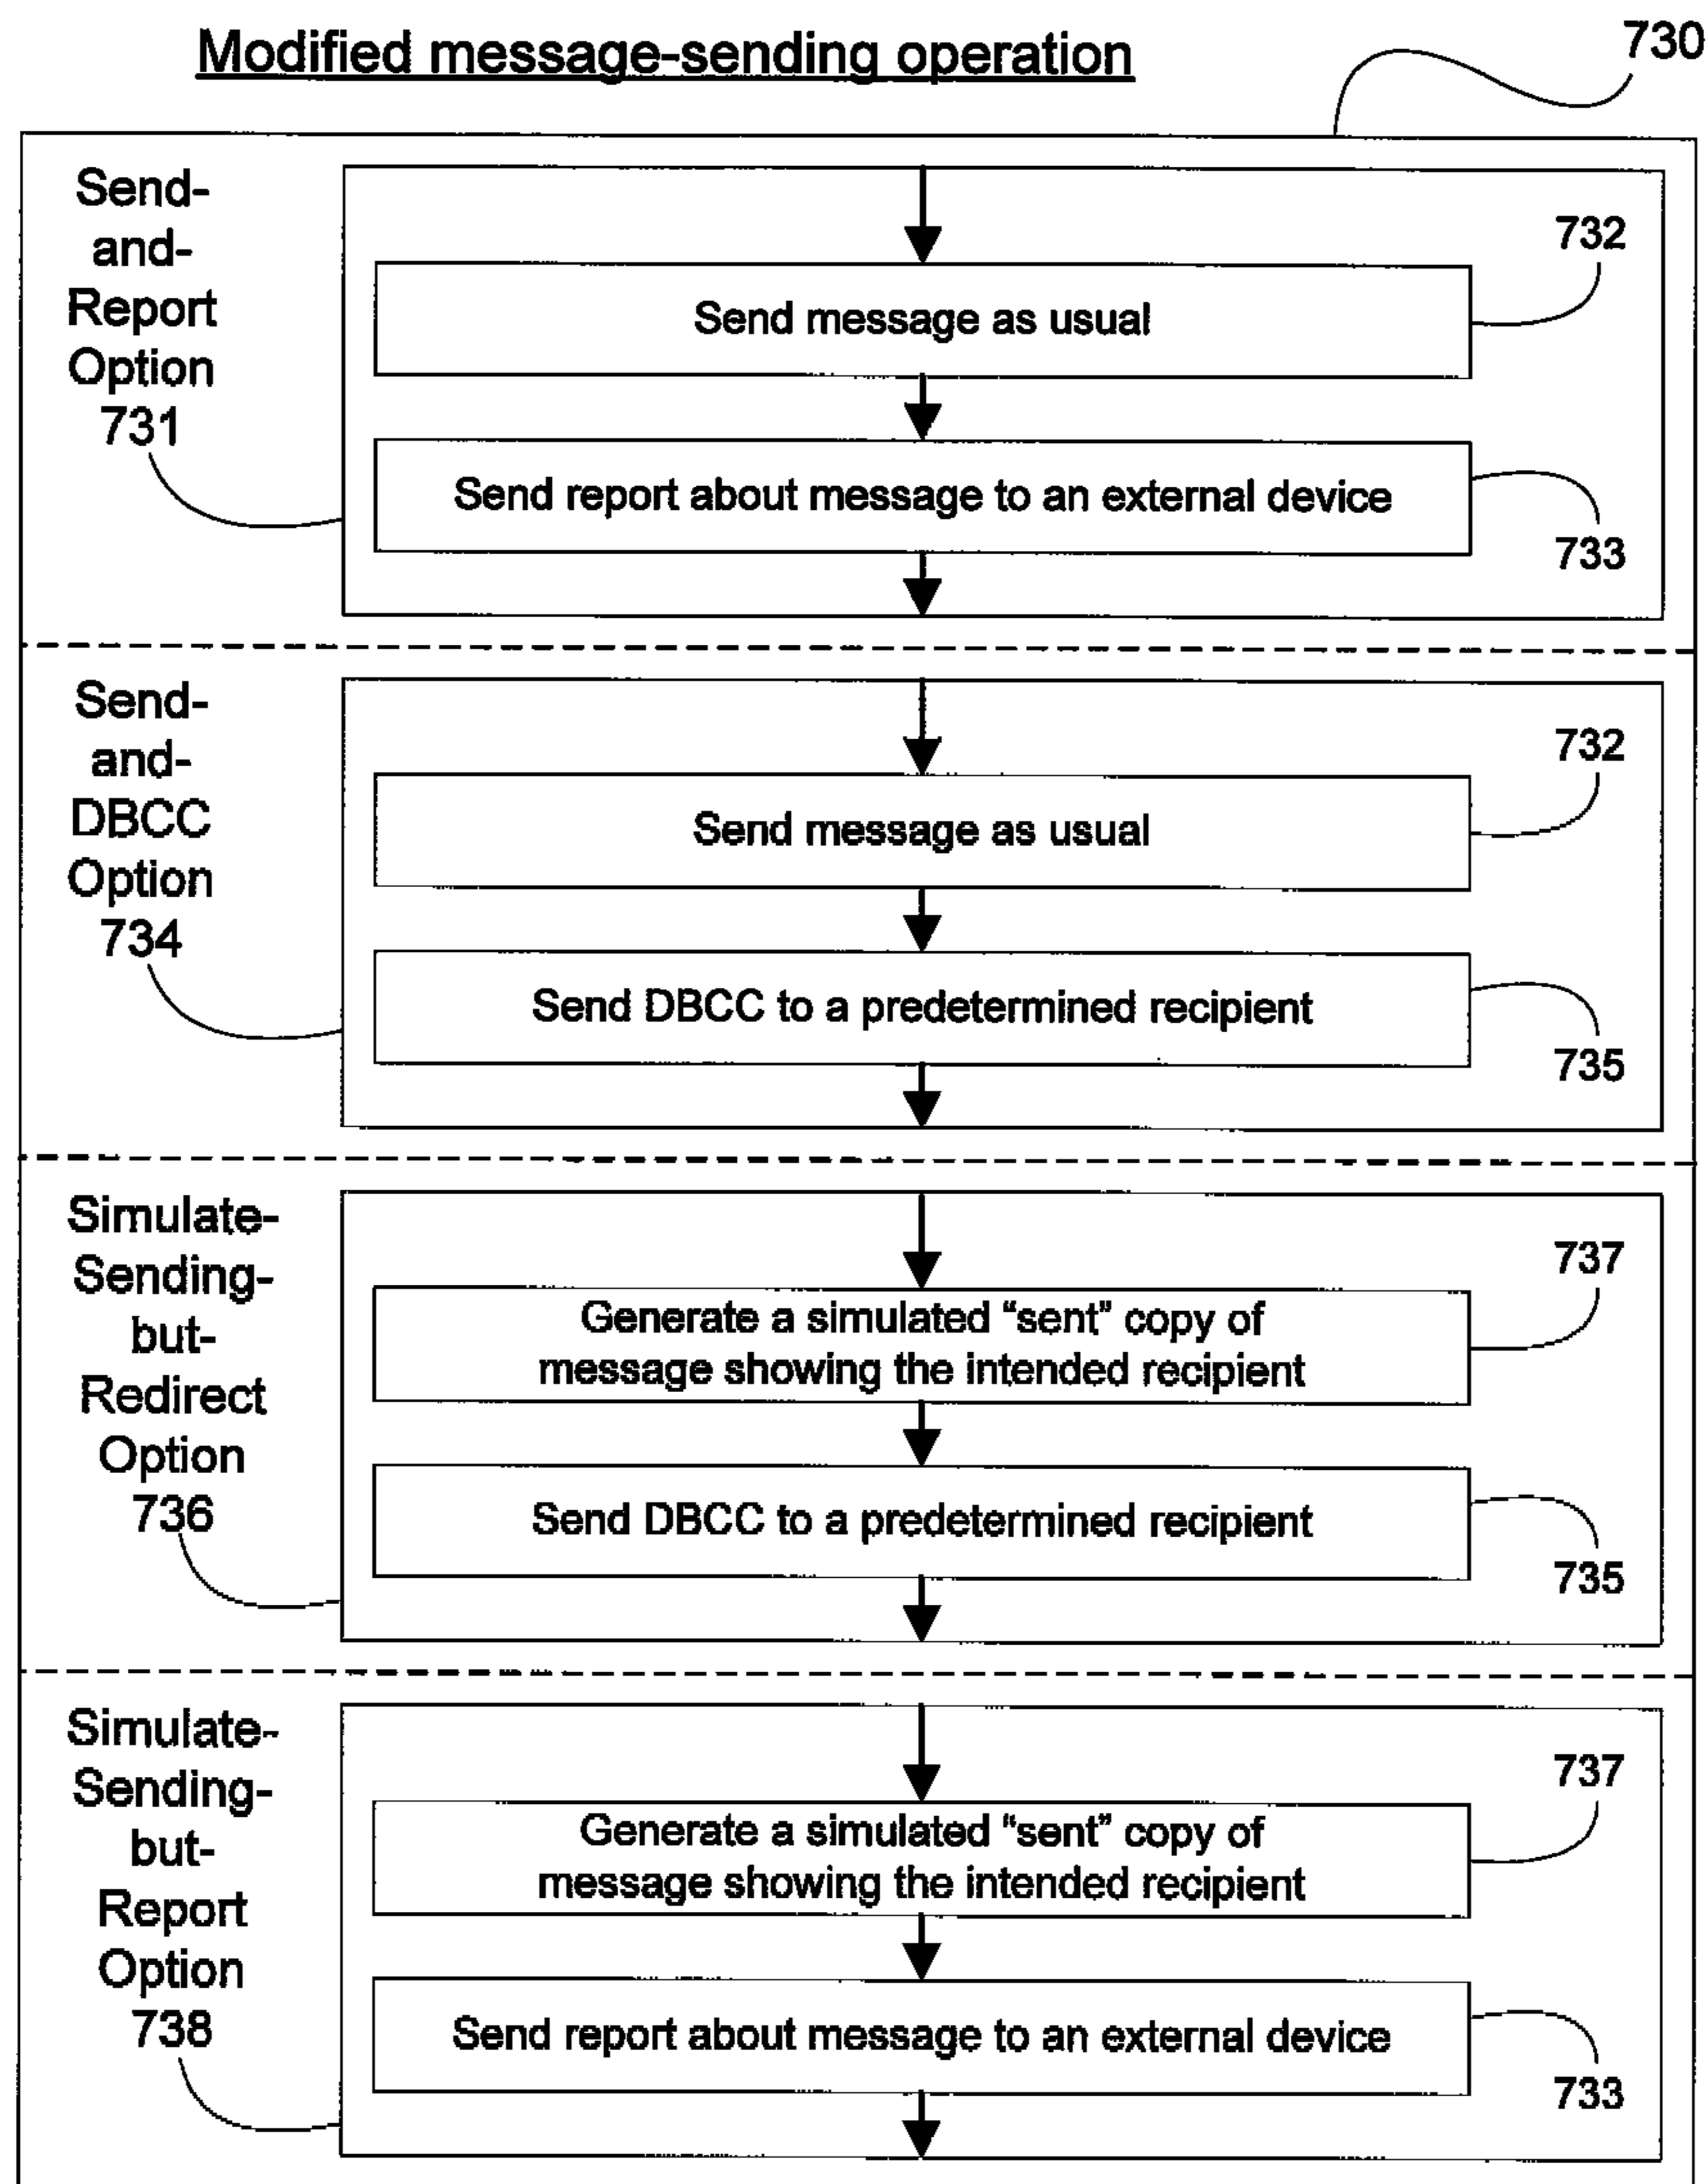 Modified message-sending operation
730
Send-
and-
Report
Option
731
732
Send message as usual
Send report about message to an external device
733
Send-
and-
DBCC
Option
734
732
Send message as usual
Send DBCC to a predetermined recipient
735
Simulate-
Sending-
but-
Redirect
Option
736
737
Generate a simulated “sent” copy of
message showing the intended recipient
Send DBCC to a predetermined recipient
735
Simulate-
Sending-
but-
Report
Option
738
737
Generate a simulated “sent” copy of
message showing the intended recipient
Send report about message to an external device
733